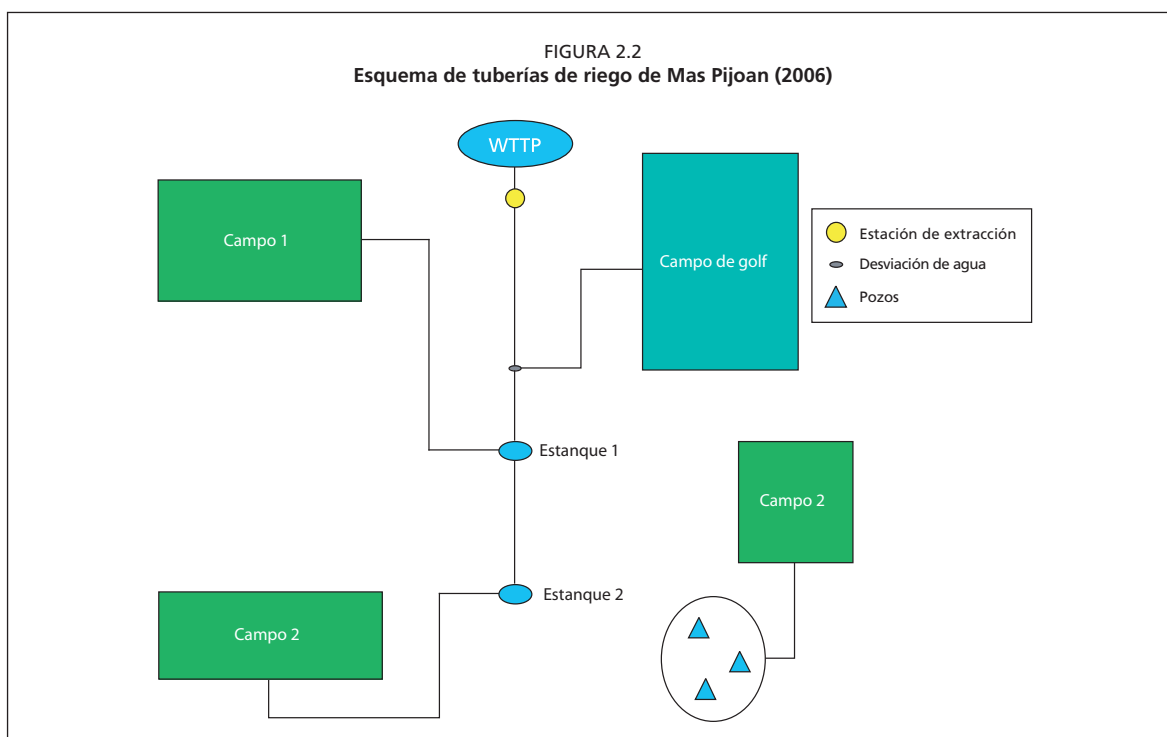 FIGURA 2.2
Esquema de tuberías de riego de Mas Pijoan (2006)
WTTP
Campo 1
Campo de golf
Estación de extracción
Desviación de agua
Pozos
Estanque 1
Campo 2
Estanque 2
Campo 2